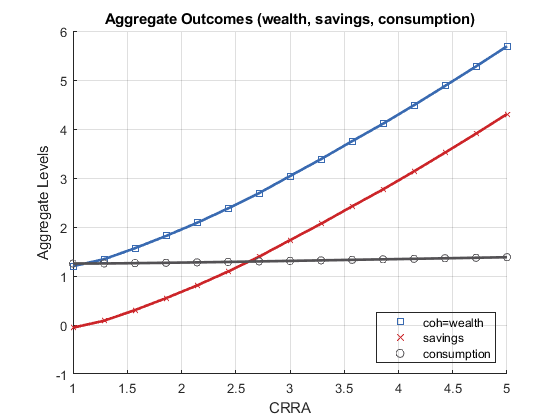 Aggregate Outcomes (wealth, savings, consumption)
Aggregate Levels
6
5
4
3
2
1
0
-1
1
1.5
2
2.5
3
3.5
4
4.5
5
CRRA
coh=wealth
savings
consumption